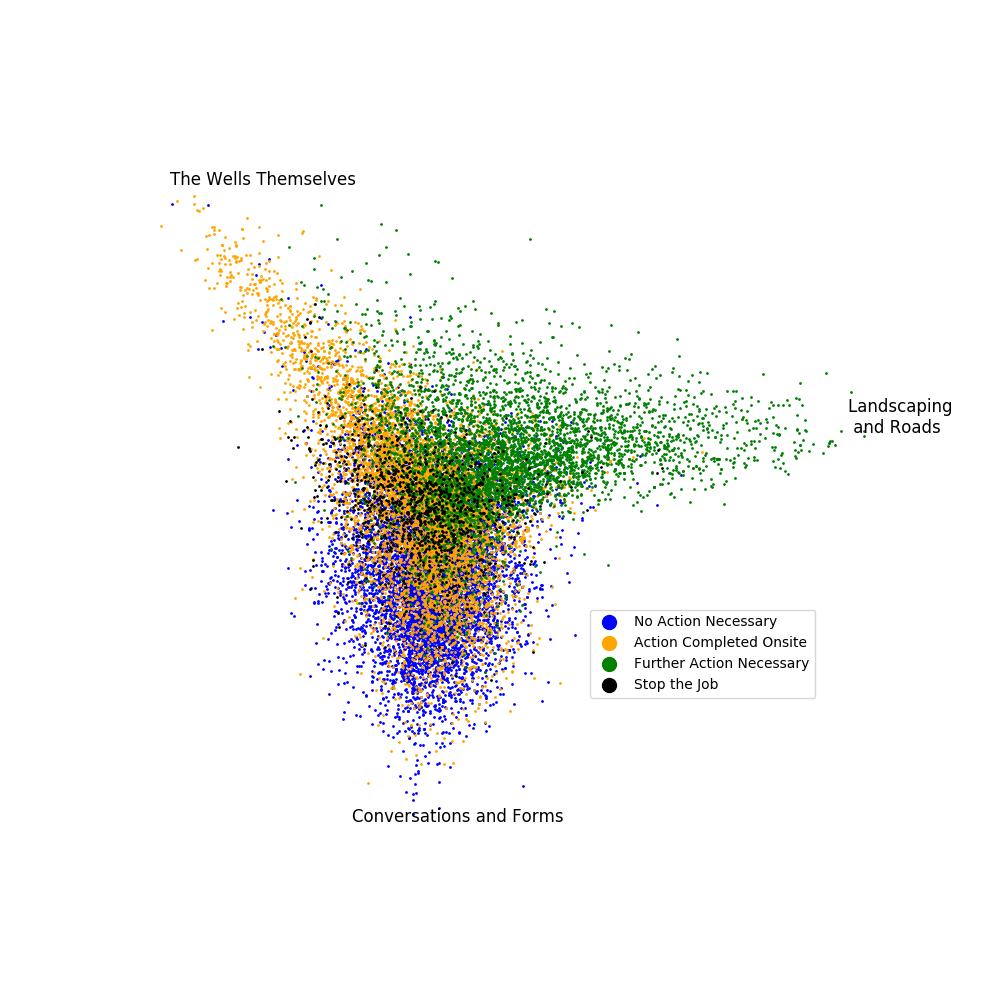 The Wells Themselves
Landscaping
and Roads
No Action Necessary
Action Completed Onsite
Further Action Necessary
Stop the Job
Conversations and Forms